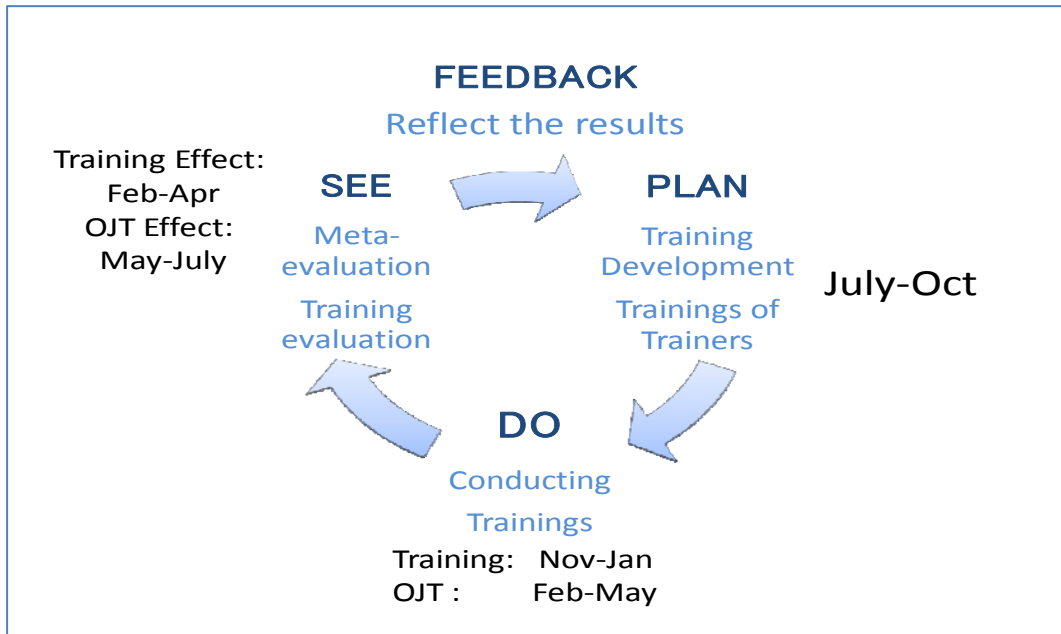 FEEDBACK
Reflect the results
Training Effect:
Feb-Apr
OJT Effect:
May-July
SEE
Meta-
evaluation
Training
evaluation
PLAN
Training
Development
Trainings of
Trainers
July-Oct
DO
Conducting
Trainings
Training: Nov-Jan
OJT : Feb-May